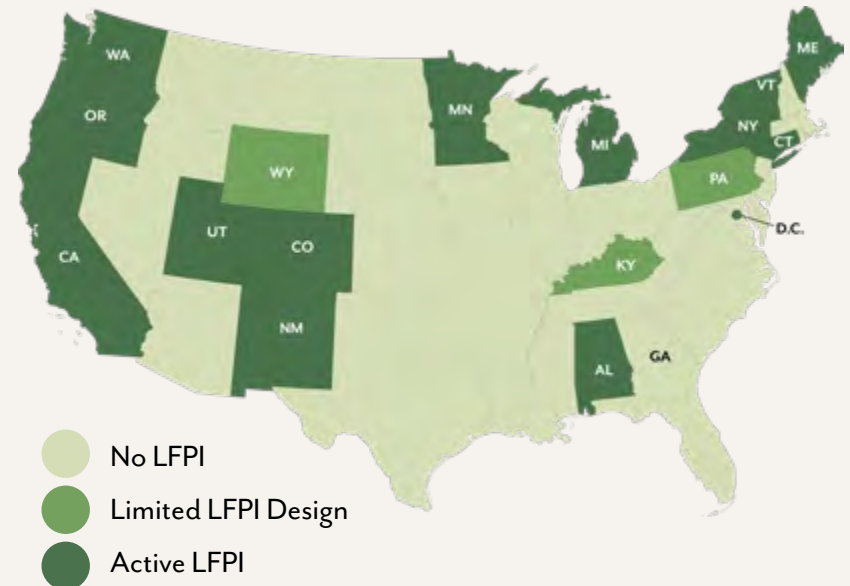 WA
ME
VT
OR
MN
NY
MI
CT
WY
PA
UT
CO
D.C.
CA
KY
NM
GA
AL
No LFPI
Limited LFPI Design
Active LFPI